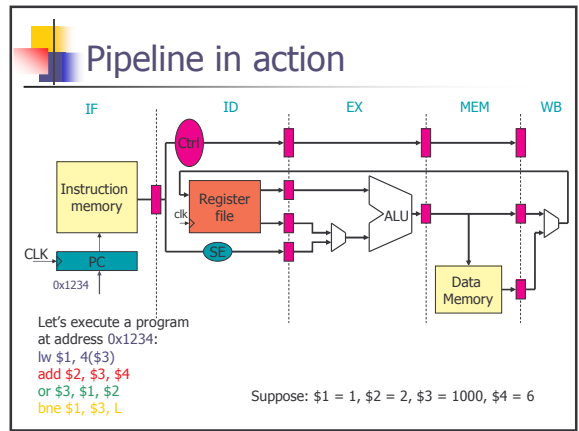 Pipeline in action
IF
ID
EX
MEM
WB
Ctrl
Instruction
memory
Register
file
clk
ALU
SE
CLK
PC
0x1234
Data
Memory
Let's execute a program
at address 0x1234:
lw $1, 4($3)
add $2, $3, $4
or $3, $1, $2
bne $1, $3, L
Suppose: $1 = 1, $2 = 2, $3 = 1000, $4 = 6